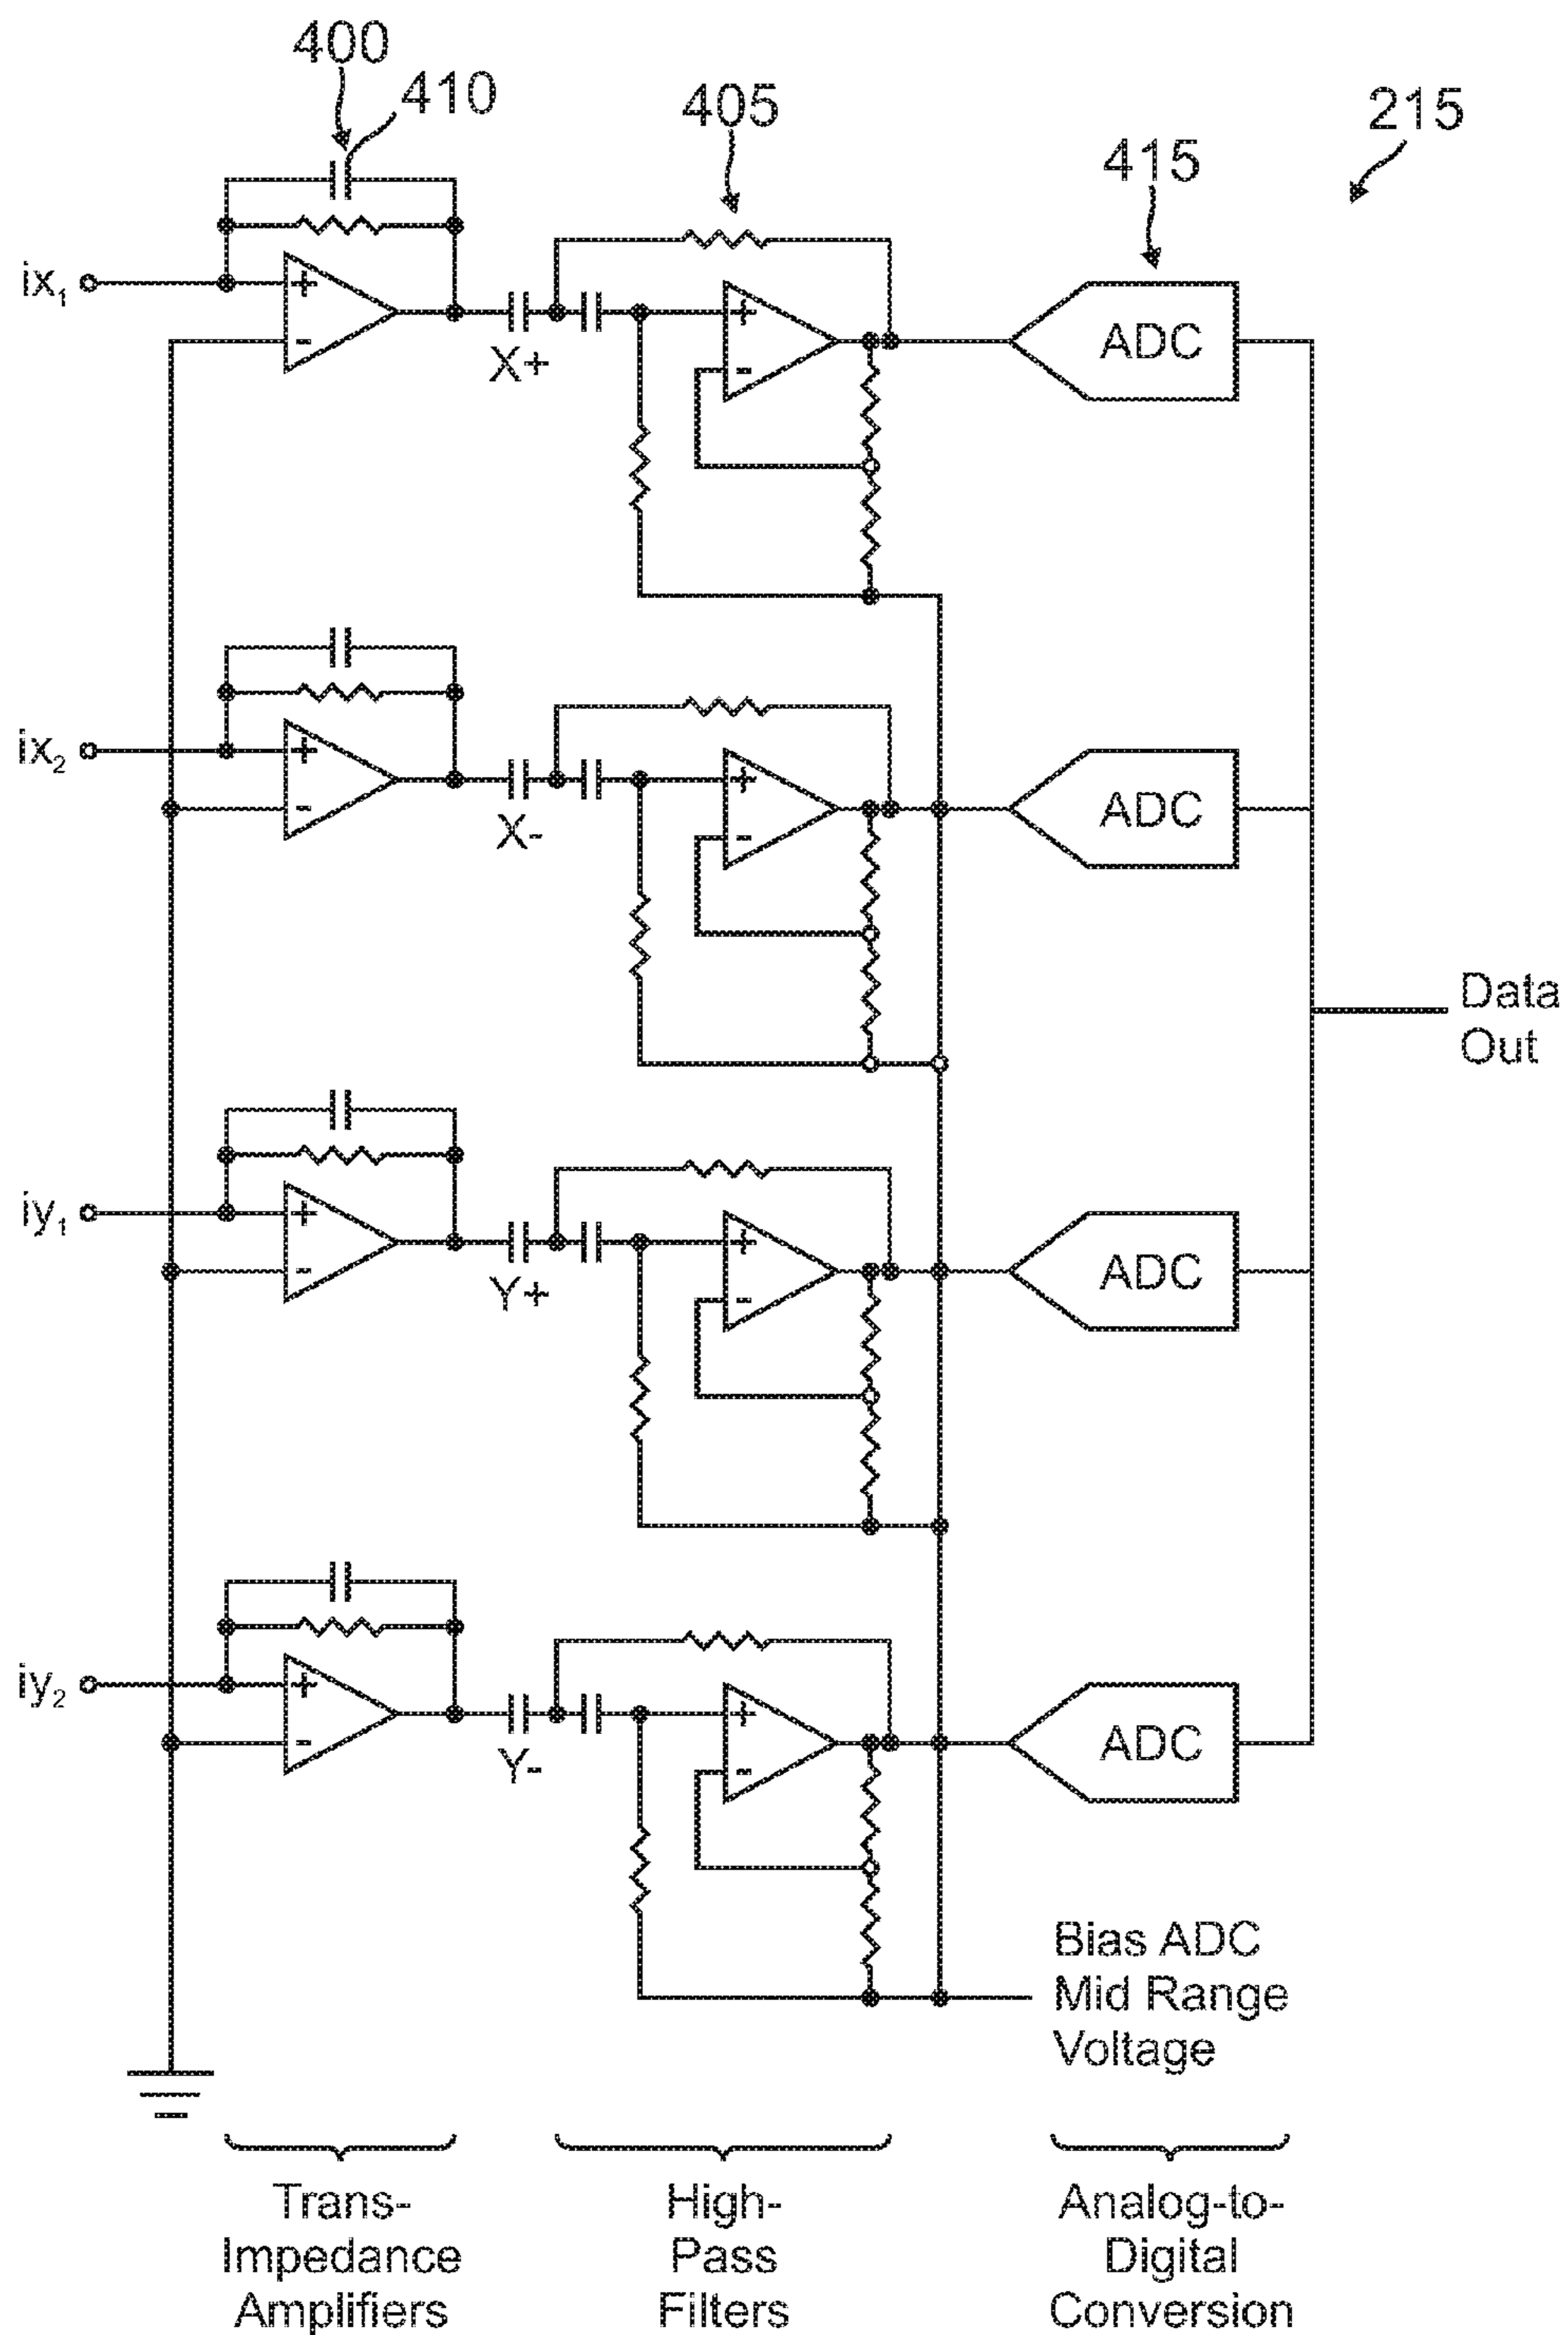 400
410
405
415
215
ix₁
+
-
X+
+
-
ADC
ix₂
+
-
X-
+
-
ADC
Data
Out
iy₁
+
-
Y+
+
-
ADC
iy₂
+
-
Y-
+
-
ADC
Bias ADC
Mid Range
Voltage
Trans-
Impedance
Amplifiers
High-
Pass
Filters
Analog-to-
Digital
Conversion